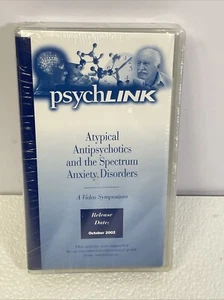 psychLINK
Atypical
Antipsychotics
and the Spectrum
Anxiety Disorders
A Video Symposium
Release
Date:
October 2002